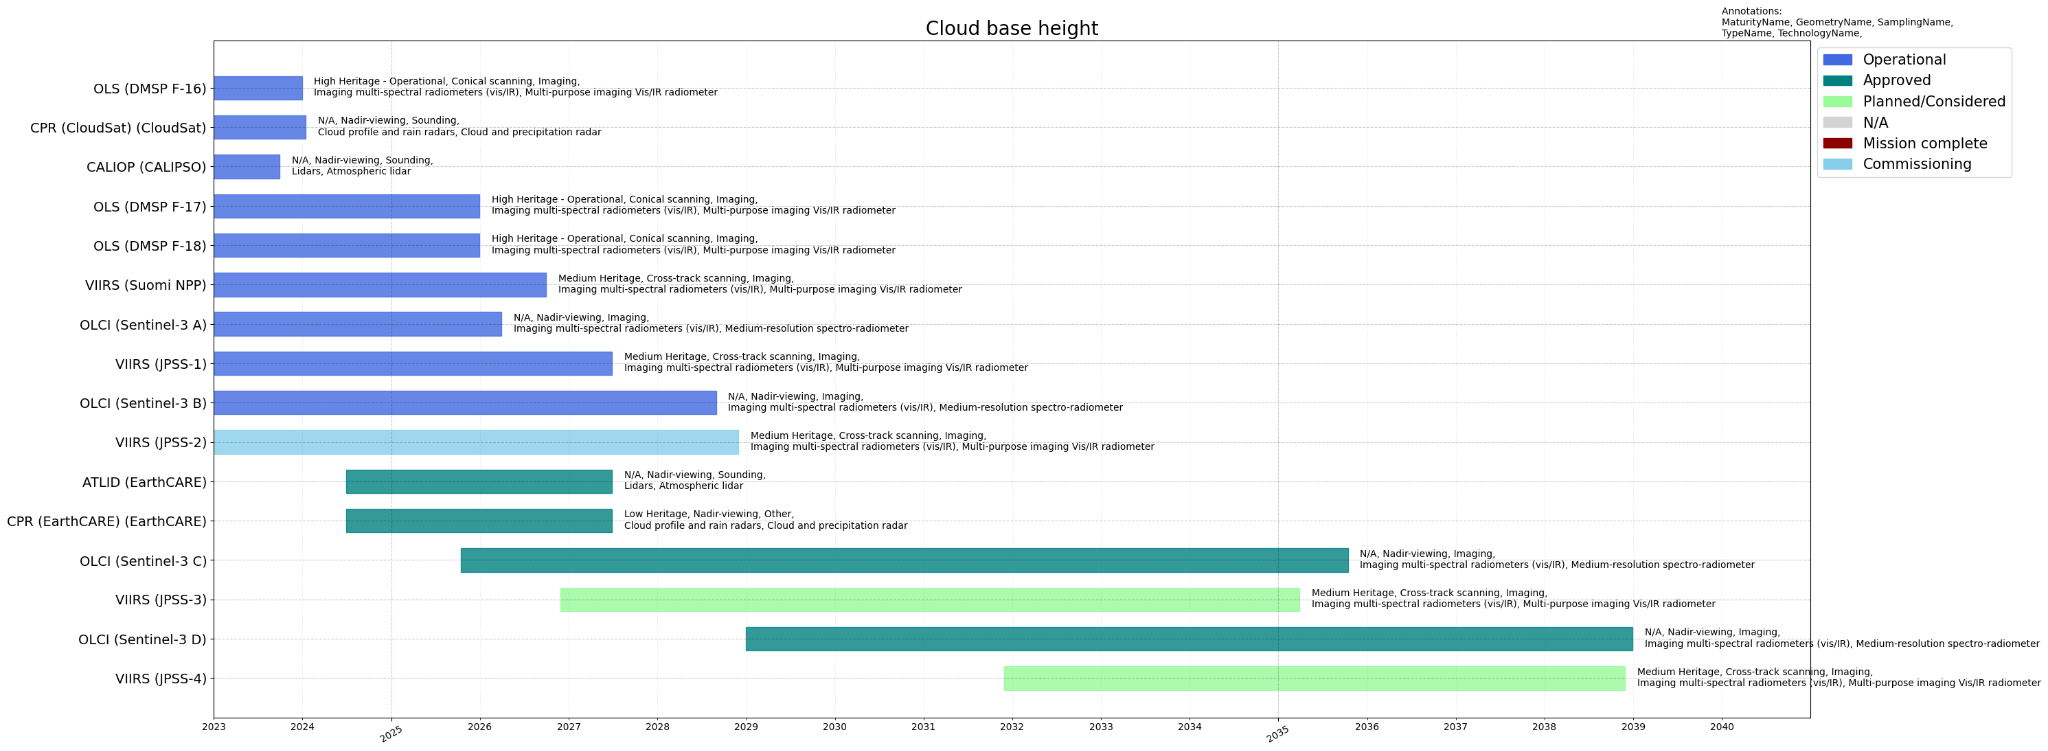 Cloud base height
Annotations:
MaturityName, GeometryName, SamplingName,
TypeName, TechnologyName,
Operational
Approved
Planned/Considered
N/A
Mission complete
Commissioning
OLS (DMSP F-16)
High Heritage - Operational, Conical scanning, Imaging,
Imaging multi-spectral radiometers (vis/IR), Multi-purpose imaging Vis/IR radiometer
CPR (CloudSat) (CloudSat)
N/A, Nadir-viewing, Sounding,
Cloud profile and rain radars, Cloud and precipitation radar
CALIOP (CALIPSO)
N/A, Nadir-viewing, Sounding,
Lidars, Atmospheric lidar
OLS (DMSP F-17)
High Heritage - Operational, Conical scanning, Imaging,
Imaging multi-spectral radiometers (vis/IR), Multi-purpose imaging Vis/IR radiometer
OLS (DMSP F-18)
High Heritage - Operational, Conical scanning, Imaging,
Imaging multi-spectral radiometers (vis/IR), Multi-purpose imaging Vis/IR radiometer
VIIRS (Suomi NPP)
Medium Heritage, Cross-track scanning, Imaging,
Imaging multi-spectral radiometers (vis/IR), Multi-purpose imaging Vis/IR radiometer
OLCI (Sentinel-3 A)
N/A, Nadir-viewing, Imaging,
Imaging multi-spectral radiometers (vis/IR), Medium-resolution spectro-radiometer
VIIRS (JPSS-1)
Medium Heritage, Cross-track scanning, Imaging,
Imaging multi-spectral radiometers (vis/IR), Multi-purpose imaging Vis/IR radiometer
OLCI (Sentinel-3 B)
N/A, Nadir-viewing, Imaging,
Imaging multi-spectral radiometers (vis/IR), Medium-resolution spectro-radiometer
VIIRS (JPSS-2)
Medium Heritage, Cross-track scanning, Imaging,
Imaging multi-spectral radiometers (vis/IR), Multi-purpose imaging Vis/IR radiometer
ATLID (EarthCARE)
N/A, Nadir-viewing, Sounding,
Lidars, Atmospheric lidar
CPR (EarthCARE) (EarthCARE)
Low Heritage, Nadir-viewing, Other,
Cloud profile and rain radars, Cloud and precipitation radar
OLCI (Sentinel-3 C)
N/A, Nadir-viewing, Imaging,
Imaging multi-spectral radiometers (vis/IR), Medium-resolution spectro-radiometer
VIIRS (JPSS-3)
Medium Heritage, Cross-track scanning, Imaging,
Imaging multi-spectral radiometers (vis/IR), Multi-purpose imaging Vis/IR radiometer
OLCI (Sentinel-3 D)
N/A, Nadir-viewing, Imaging,
Imaging multi-spectral radiometers (vis/IR), Medium-resolution spectro-radiometer
VIIRS (JPSS-4)
Medium Heritage, Cross-track scanning, Imaging,
Imaging multi-spectral radiometers (vis/IR), Multi-purpose imaging Vis/IR radiometer
2023 2024 2025 2026 2027 2028 2029 2030 2031 2032 2033 2034 2035 2036 2037 2038 2039 2040